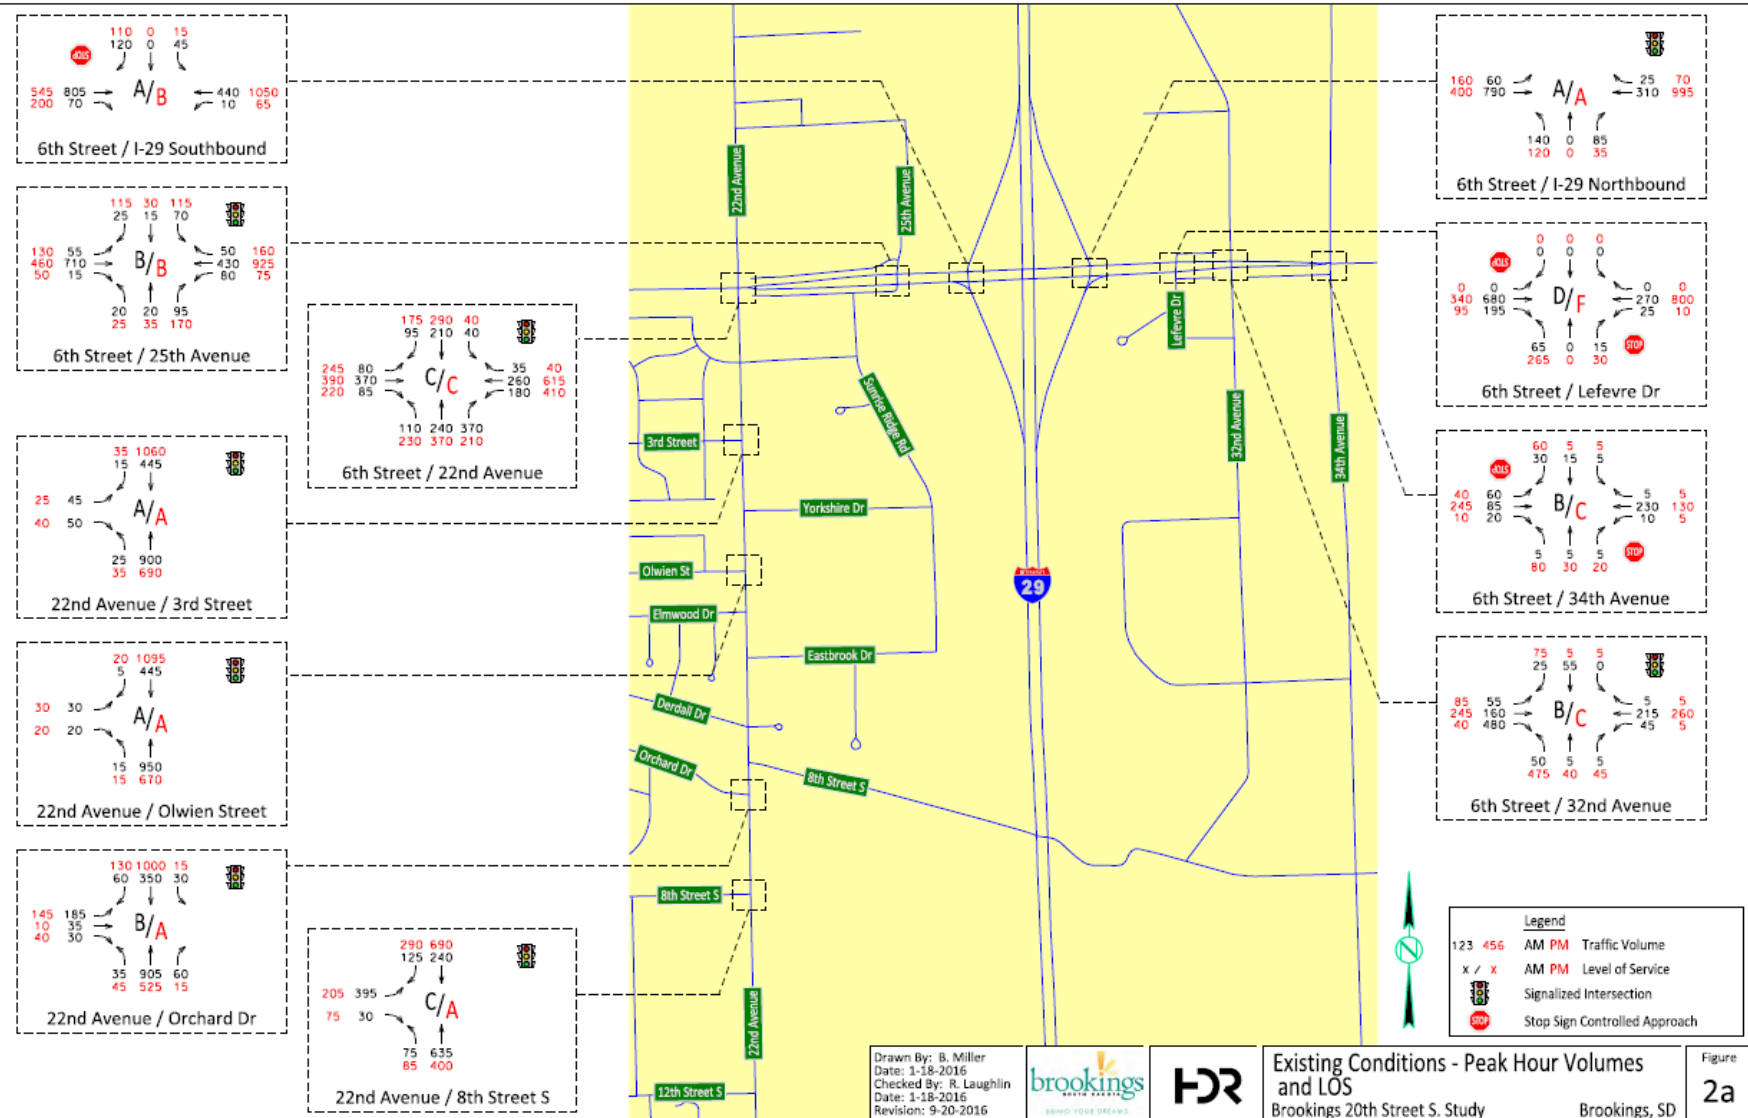 110 0 15
120 0 45
STOP
545 805 A/B 440 1050
200 70 10 65
6th Street / I-29 Southbound
115 30 115
25 15 70
130 55 50 160
460 710 B/B 430 925
50 15 80 75
20 20 95
25 35 170
6th Street / 25th Avenue
175 290 40
95 210 40
245 80 35 40
390 370 C/C 260 615
220 85 180 410
110 240 370
230 370 210
6th Street / 22nd Avenue
35 1060
15 445
25 45
A/A
40 50
25 900
35 690
22nd Avenue / 3rd Street
20 1095
5 445
30 30
A/A
20 20
15 950
15 670
22nd Avenue / Olwien Street
130 1000 15
60 350 30
145 185
10 35 B/A
40 30
35 905 60
45 525 15
22nd Avenue / Orchard Dr
290 690
125 240
205 395
C/A
75 30
75 635
85 400
22nd Avenue / 8th Street S
22nd Avenue
25th Avenue
Lefevre Dr
Sunrise Ridge Rd
3rd Street
32nd Avenue
34th Avenue
Yorkshire Dr
Olwien St
29
Elmwood Dr
Eastbrook Dr
Derdall Dr
Orchard Dr
8th Street S
8th Street S
22nd Avenue
12th Street S
160 60 25 70
400 790 A/A 310 995
140 0 85
120 0 35
6th Street / I-29 Northbound
0 0 0
0 0 0
STOP
0 0 0 0
340 680 D/F 270 800
95 195 25 10
65 0 15
265 0 30
STOP
6th Street / Lefevre Dr
60 5 5
30 15 5
STOP
40 60 5 5
245 85 B/C 230 130
10 20 10 5
5 5 5
80 30 20
STOP
6th Street / 34th Avenue
75 5 5
25 55 0
85 55 5 5
245 160 B/C 215 260
40 480 45 5
50 5 5
475 40 45
6th Street / 32nd Avenue
N
Legend
123 456 AM PM Traffic Volume
X / X AM PM Level of Service
Signalized Intersection
STOP Stop Sign Controlled Approach
Drawn By: B. Miller
Date: 1-18-2016
Checked By: R. Laughlin
Date: 1-18-2016
Revision: 9-20-2016
brookings
SOUTH DAKOTA
BRING YOUR DREAMS.
HDR
Existing Conditions - Peak Hour Volumes
and LOS
Brookings 20th Street S. Study Brookings, SD
Figure
2a